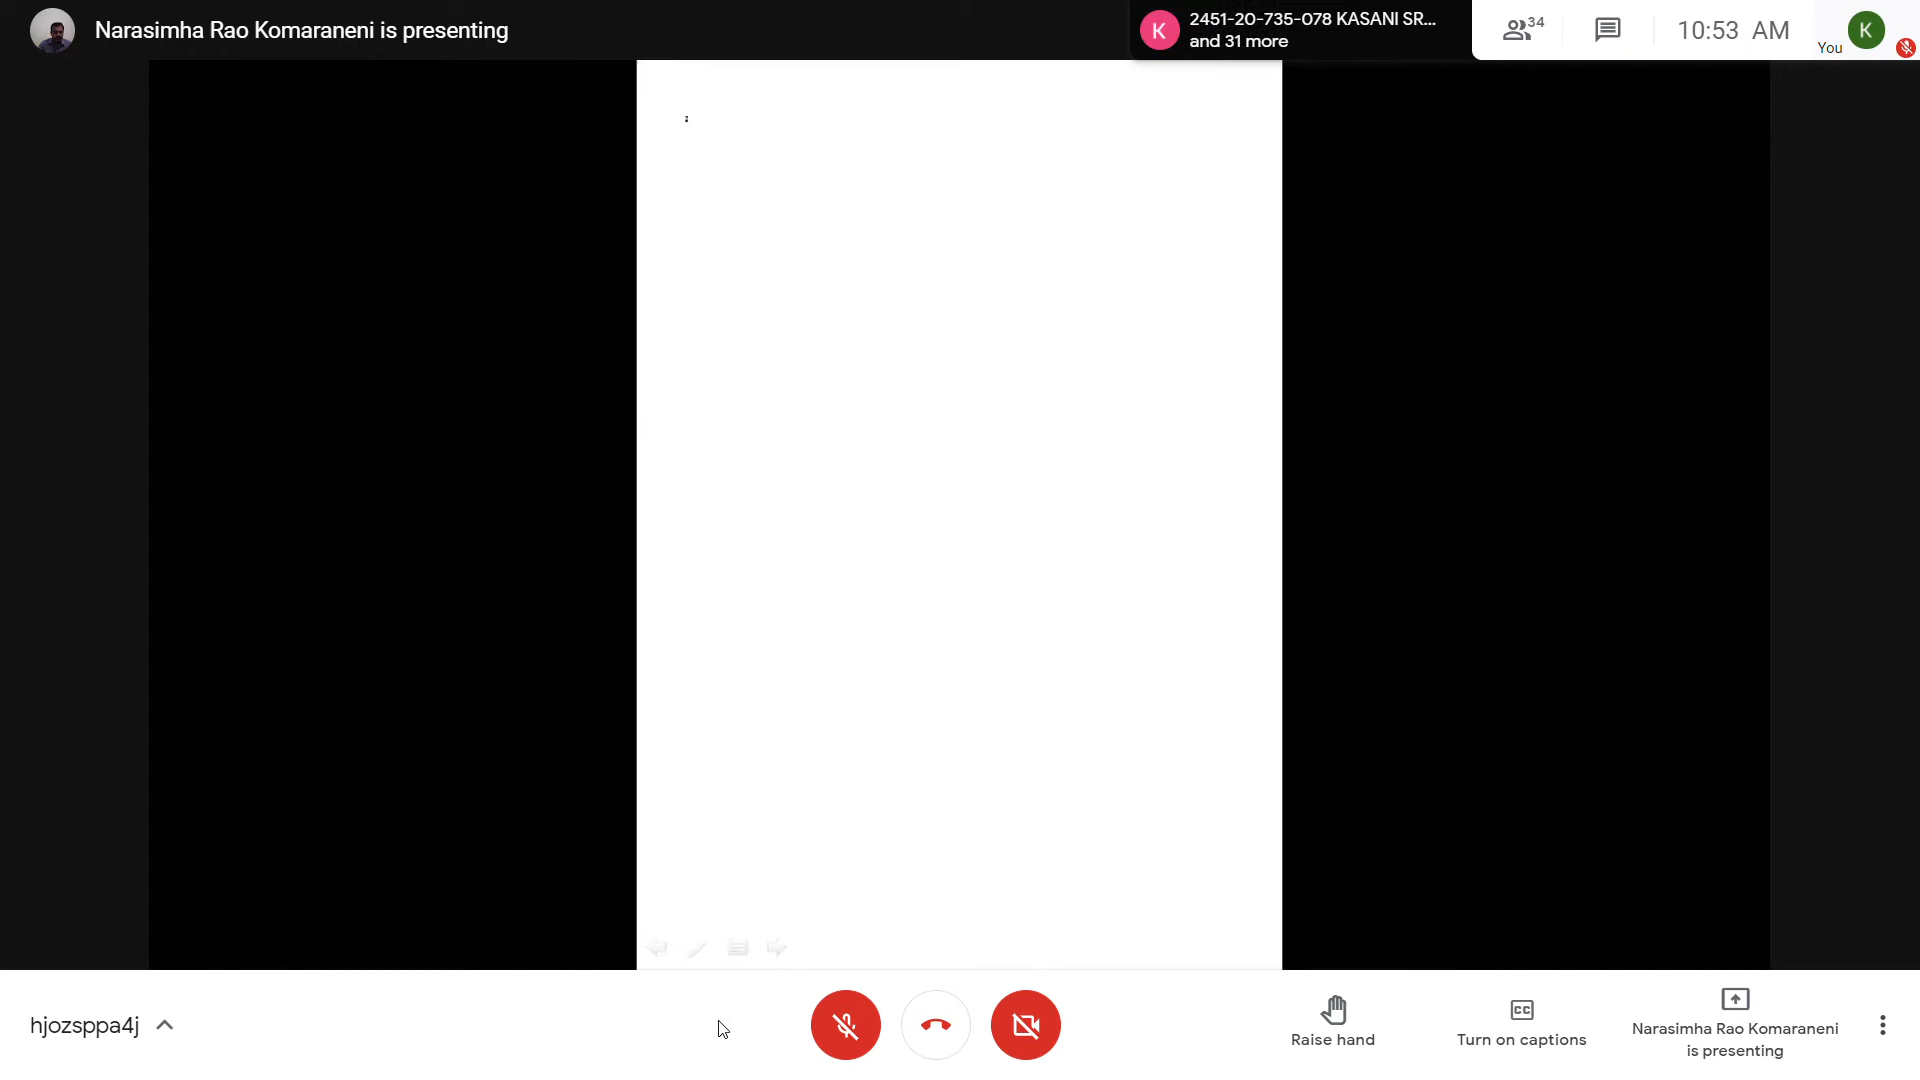 Narasimha Rao Komaraneni is presenting
K
2451-20-735-078 KASANI SR...
and 31 more
34
10:53 AM
You
K
:
hjozsppa4j
Raise hand
CC
Turn on captions
Narasimha Rao Komaraneni
is presenting